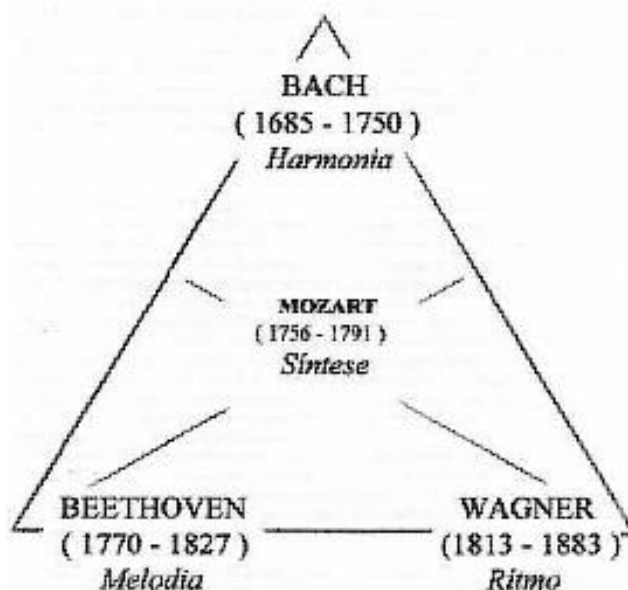 BACH
( 1685 - 1750 )
Harmonia
MOZART
( 1756 - 1791 )
Síntese
BEETHOVEN
( 1770 - 1827 )
Melodia
WAGNER
(1813 - 1883 )
Ritmo